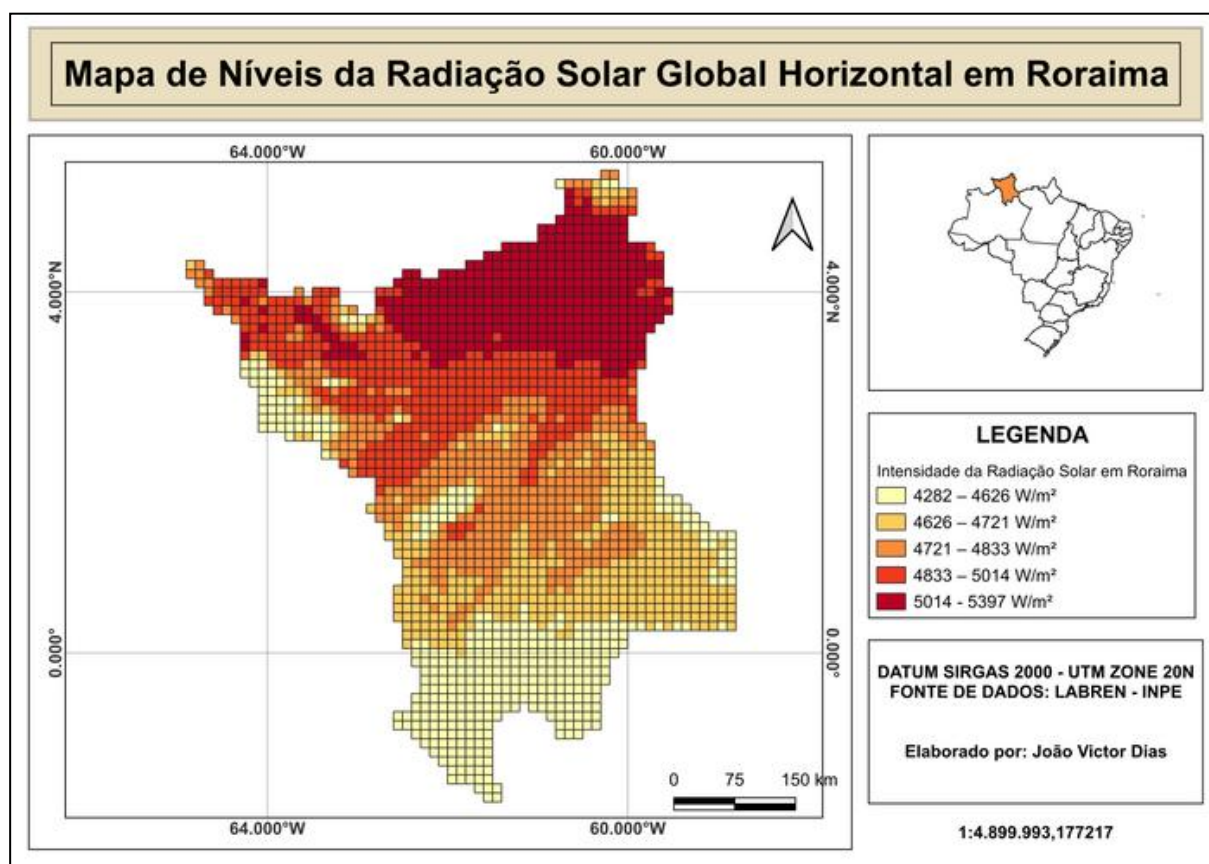 Mapa de Níveis da Radiação Solar Global Horizontal em Roraima
64.000°W
60.000°W
4.000°N
4.000°N
0.000°
0.000°
0
75
150 km
64.000°W
60.000°W
LEGENDA
Intensidade da Radiação Solar em Roraima
4282 – 4626 W/m²
4626 – 4721 W/m²
4721 – 4833 W/m²
4833 – 5014 W/m²
5014 - 5397 W/m²
DATUM SIRGAS 2000 - UTM ZONE 20N
FONTE DE DADOS: LABREN - INPE
Elaborado por: João Victor Dias
1:4.899.993,177217